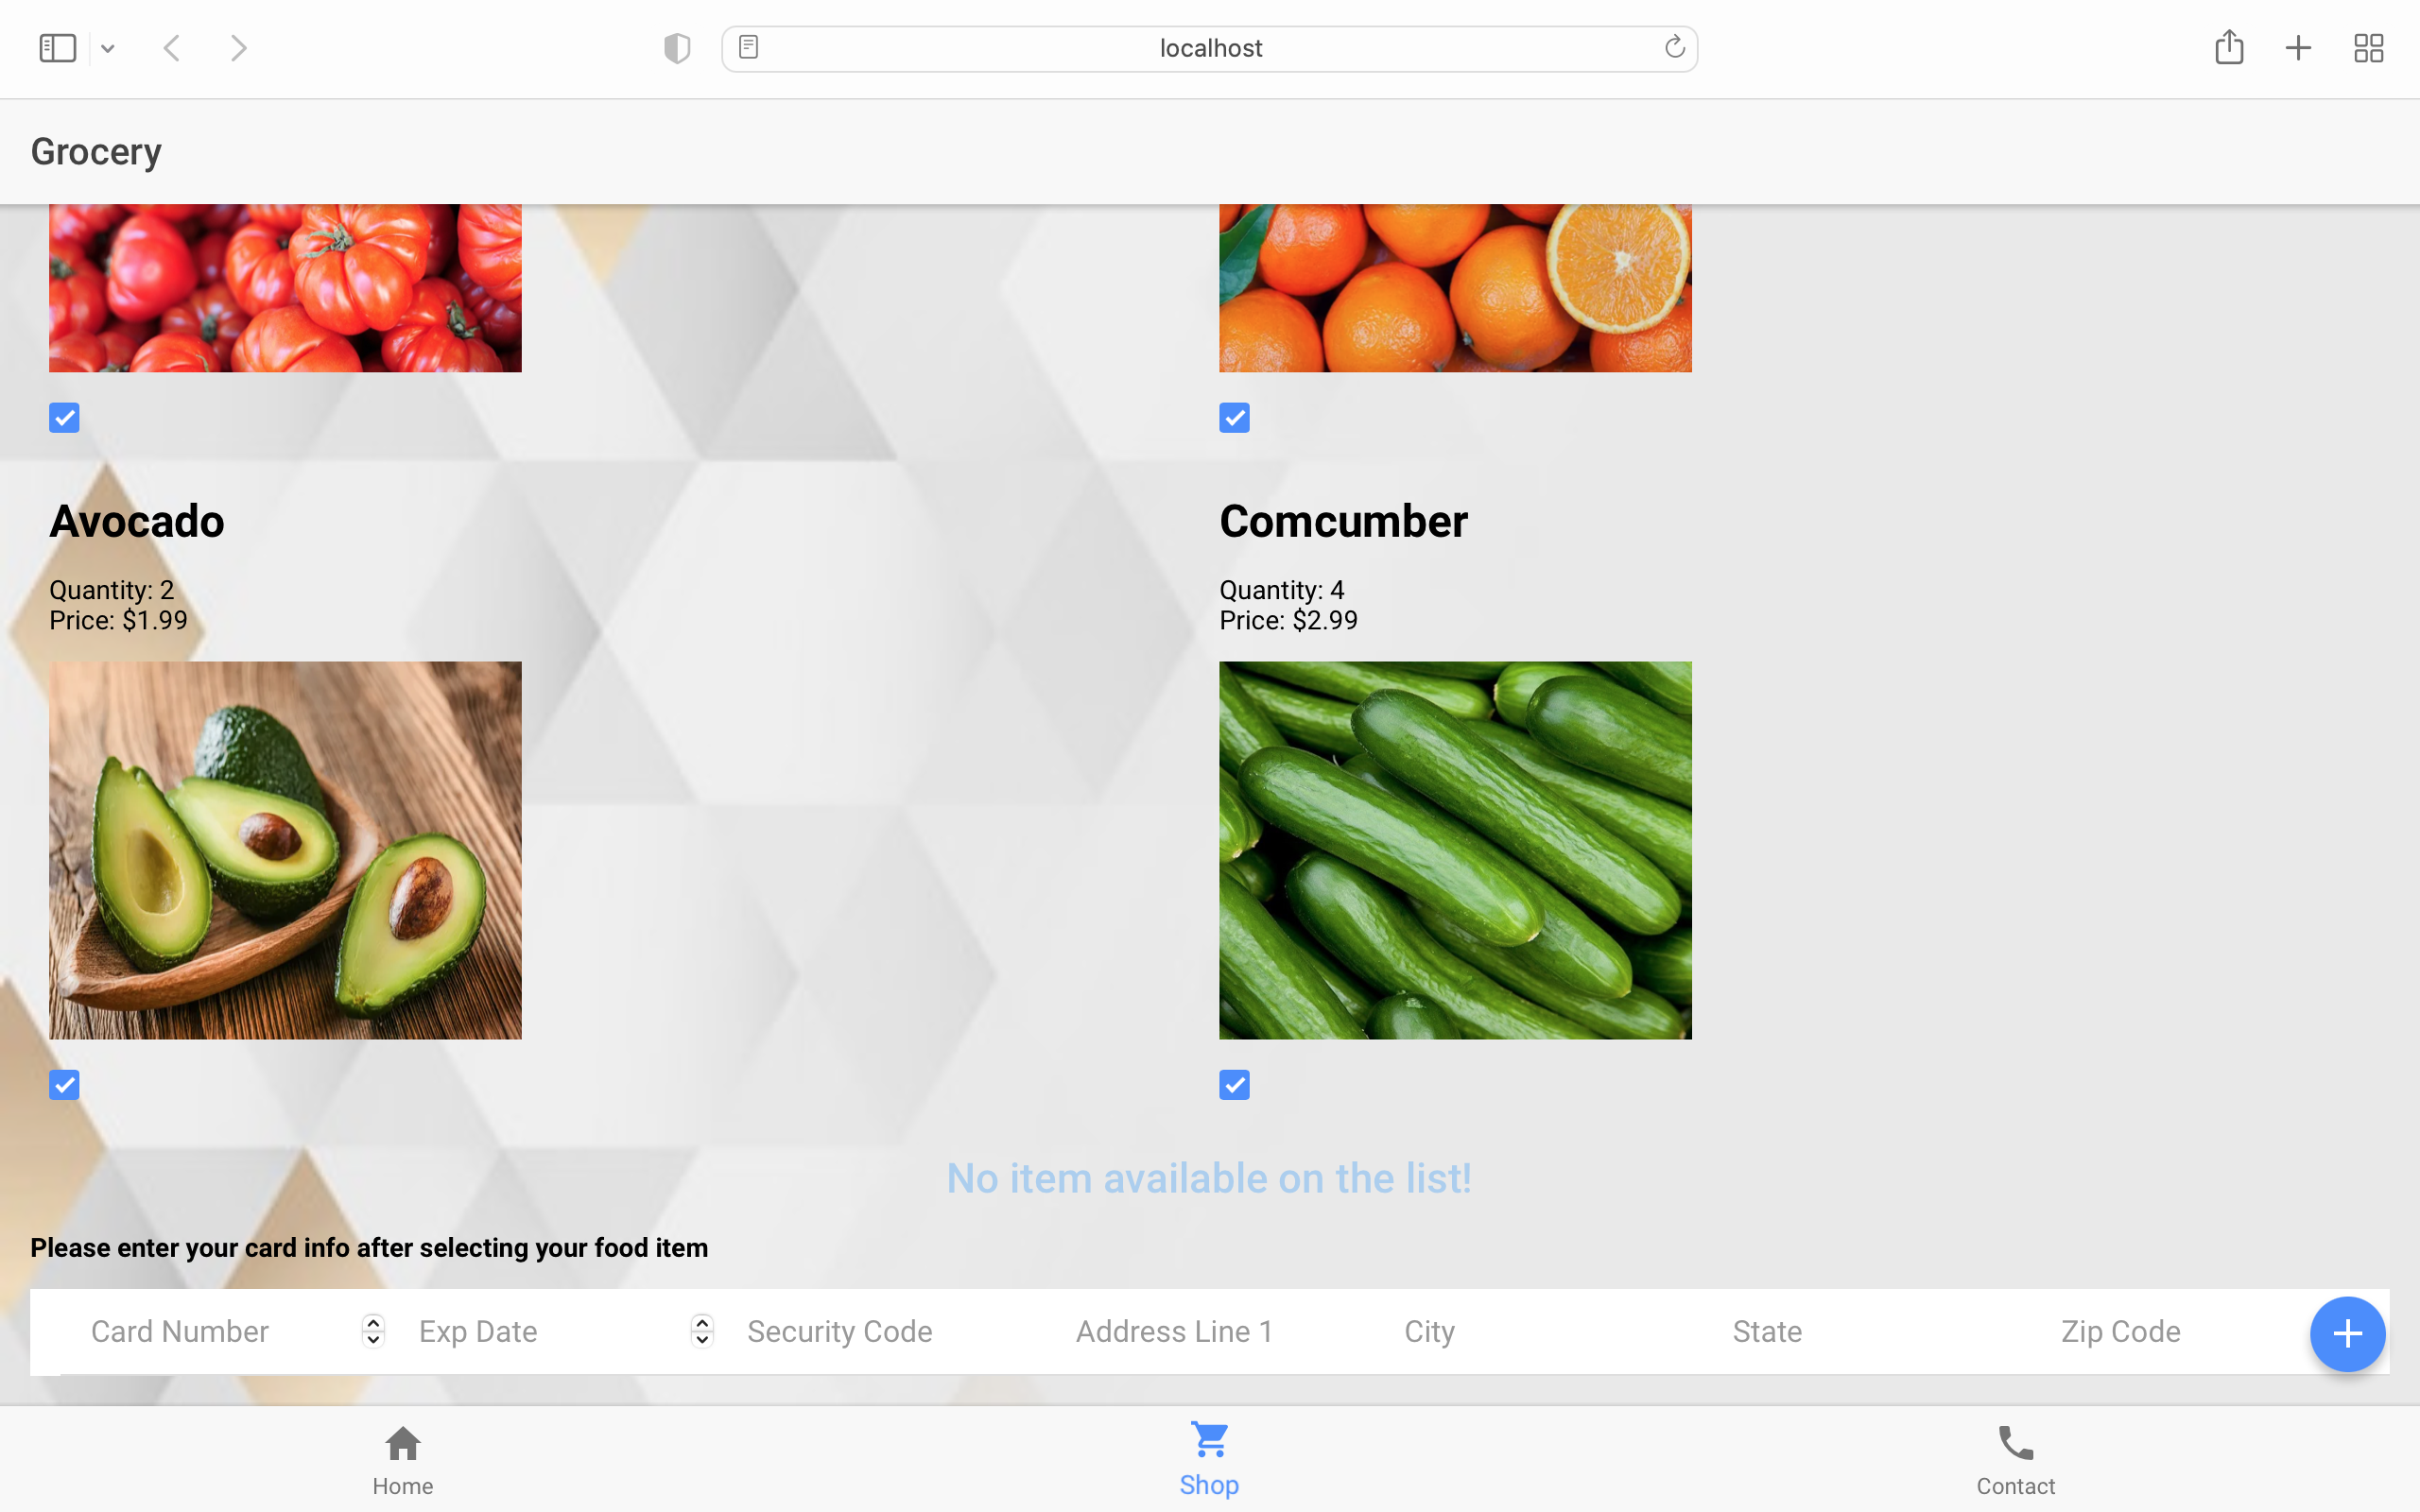 localhost
Grocery
Avocado
Quantity: 2
Price: $1.99
Comcumber
Quantity: 4
Price: $2.99
No item available on the list!
Please enter your card info after selecting your food item
Card Number Exp Date Security Code Address Line 1 City State Zip Code
Home Shop Contact